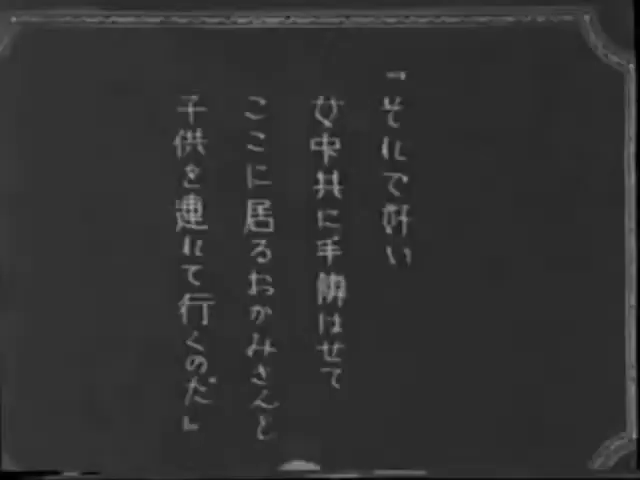 「それで好い
女中共に手傳はせて
ここに居るおかみさんと
子供を連れて行くのだ」